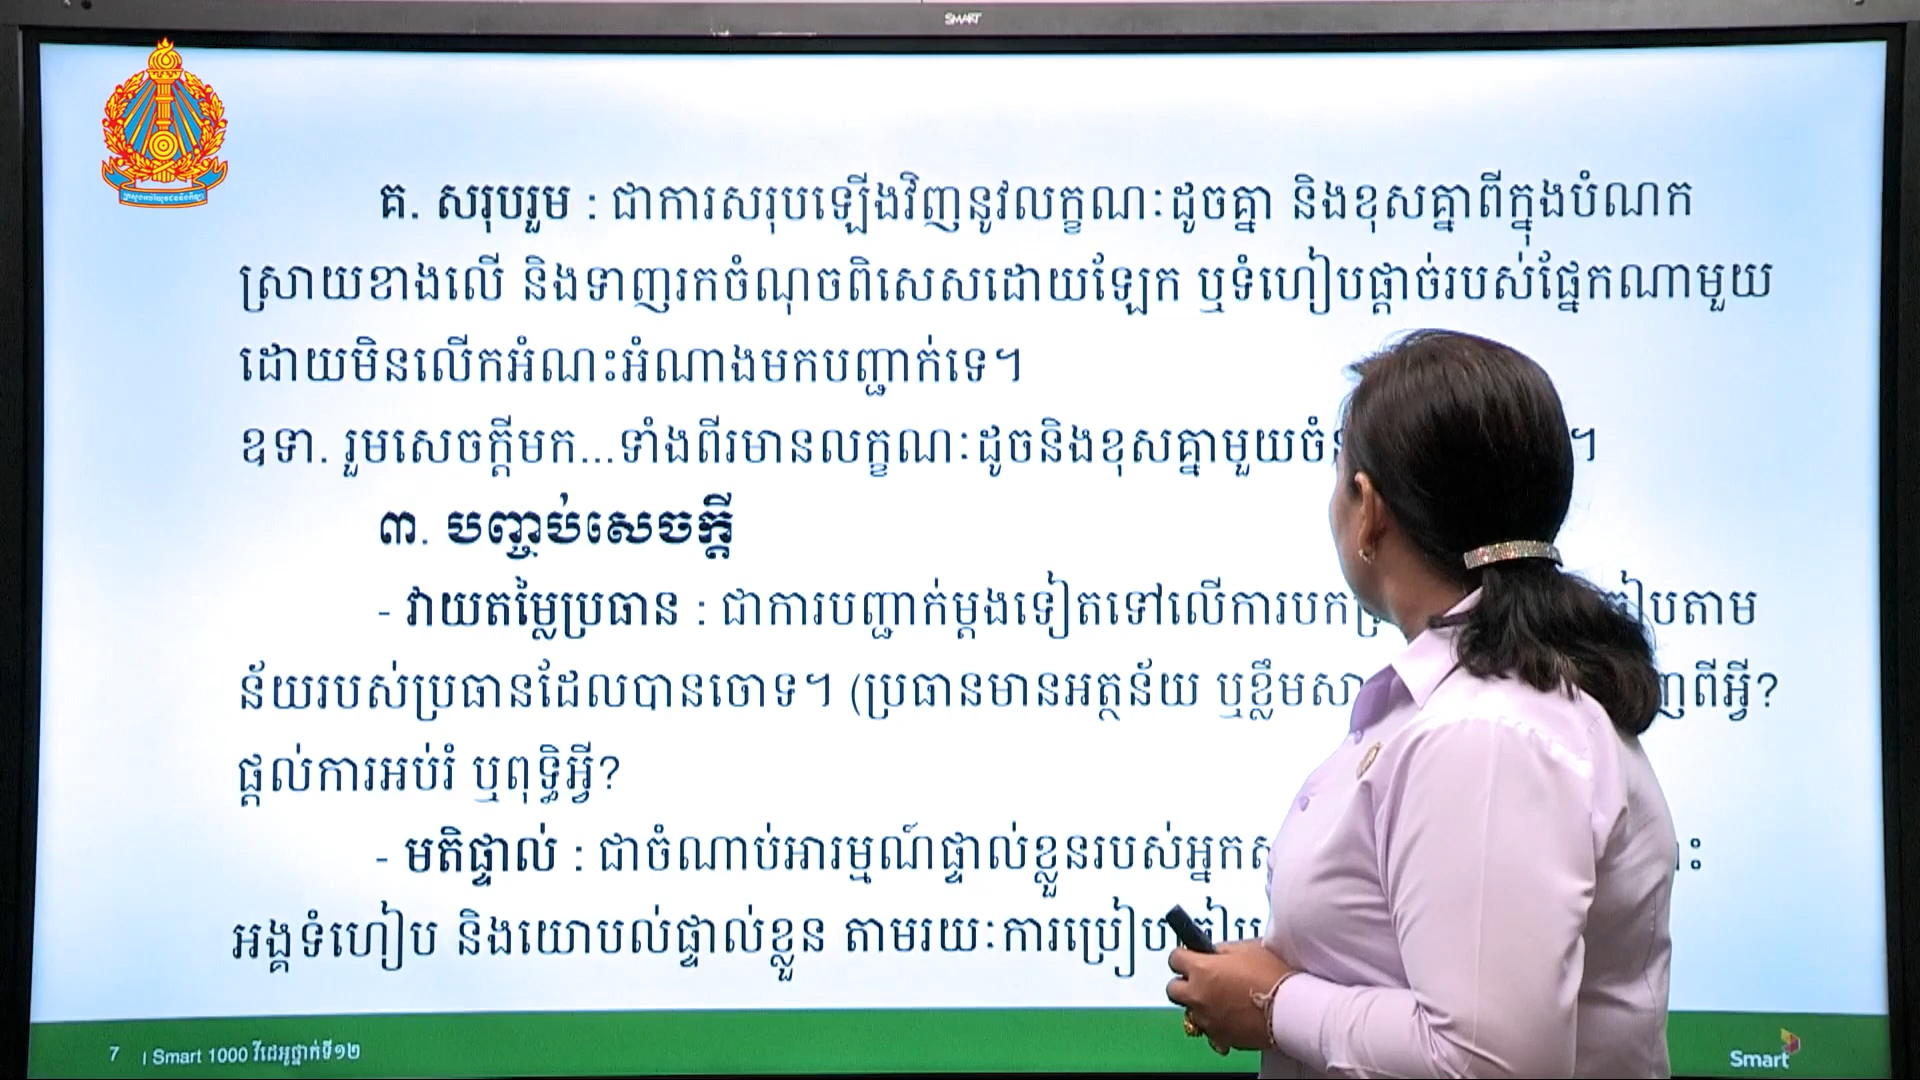 SMART
គ. សរុបរួម : ជាការសរុបឡើងវិញនូវលក្ខណៈដូចគ្នា និងខុសគ្នាពីក្នុងបំណក
ស្រាយខាងលើ និងទាញរកចំណុចពិសេសដោយឡែក ឬទំហៀបផ្ដាច់របស់ផ្នែកណាមួយ
ដោយមិនលើកអំណះអំណាងមកបញ្ជាក់ទេ។
ឧទា. រួមសេចក្ដីមក...ទាំងពីរមានលក្ខណៈដូចនិងខុសគ្នាមួយចំ ។
៣. បញ្ចប់សេចក្ដី
- វាយតម្លៃប្រធាន : ជាការបញ្ជាក់ម្ដងទៀតទៅលើការបក ៀបតាម
ន័យរបស់ប្រធានដែលបានចោទ។ (ប្រធានមានអត្ថន័យ ឬខ្លឹមសា ញពីអ្វី?
ផ្ដល់ការអប់រំ ឬពុទ្ធិអ្វី?
- មតិផ្ទាល់ : ជាចំណាប់អារម្មណ៍ផ្ទាល់ខ្លួនរបស់អ្នក
អង្គទំហៀប និងយោបល់ផ្ទាល់ខ្លួន តាមរយៈការប្រៀបធៀប
7 | Smart 1000 វីដេអូថ្នាក់ទី១២
Smart